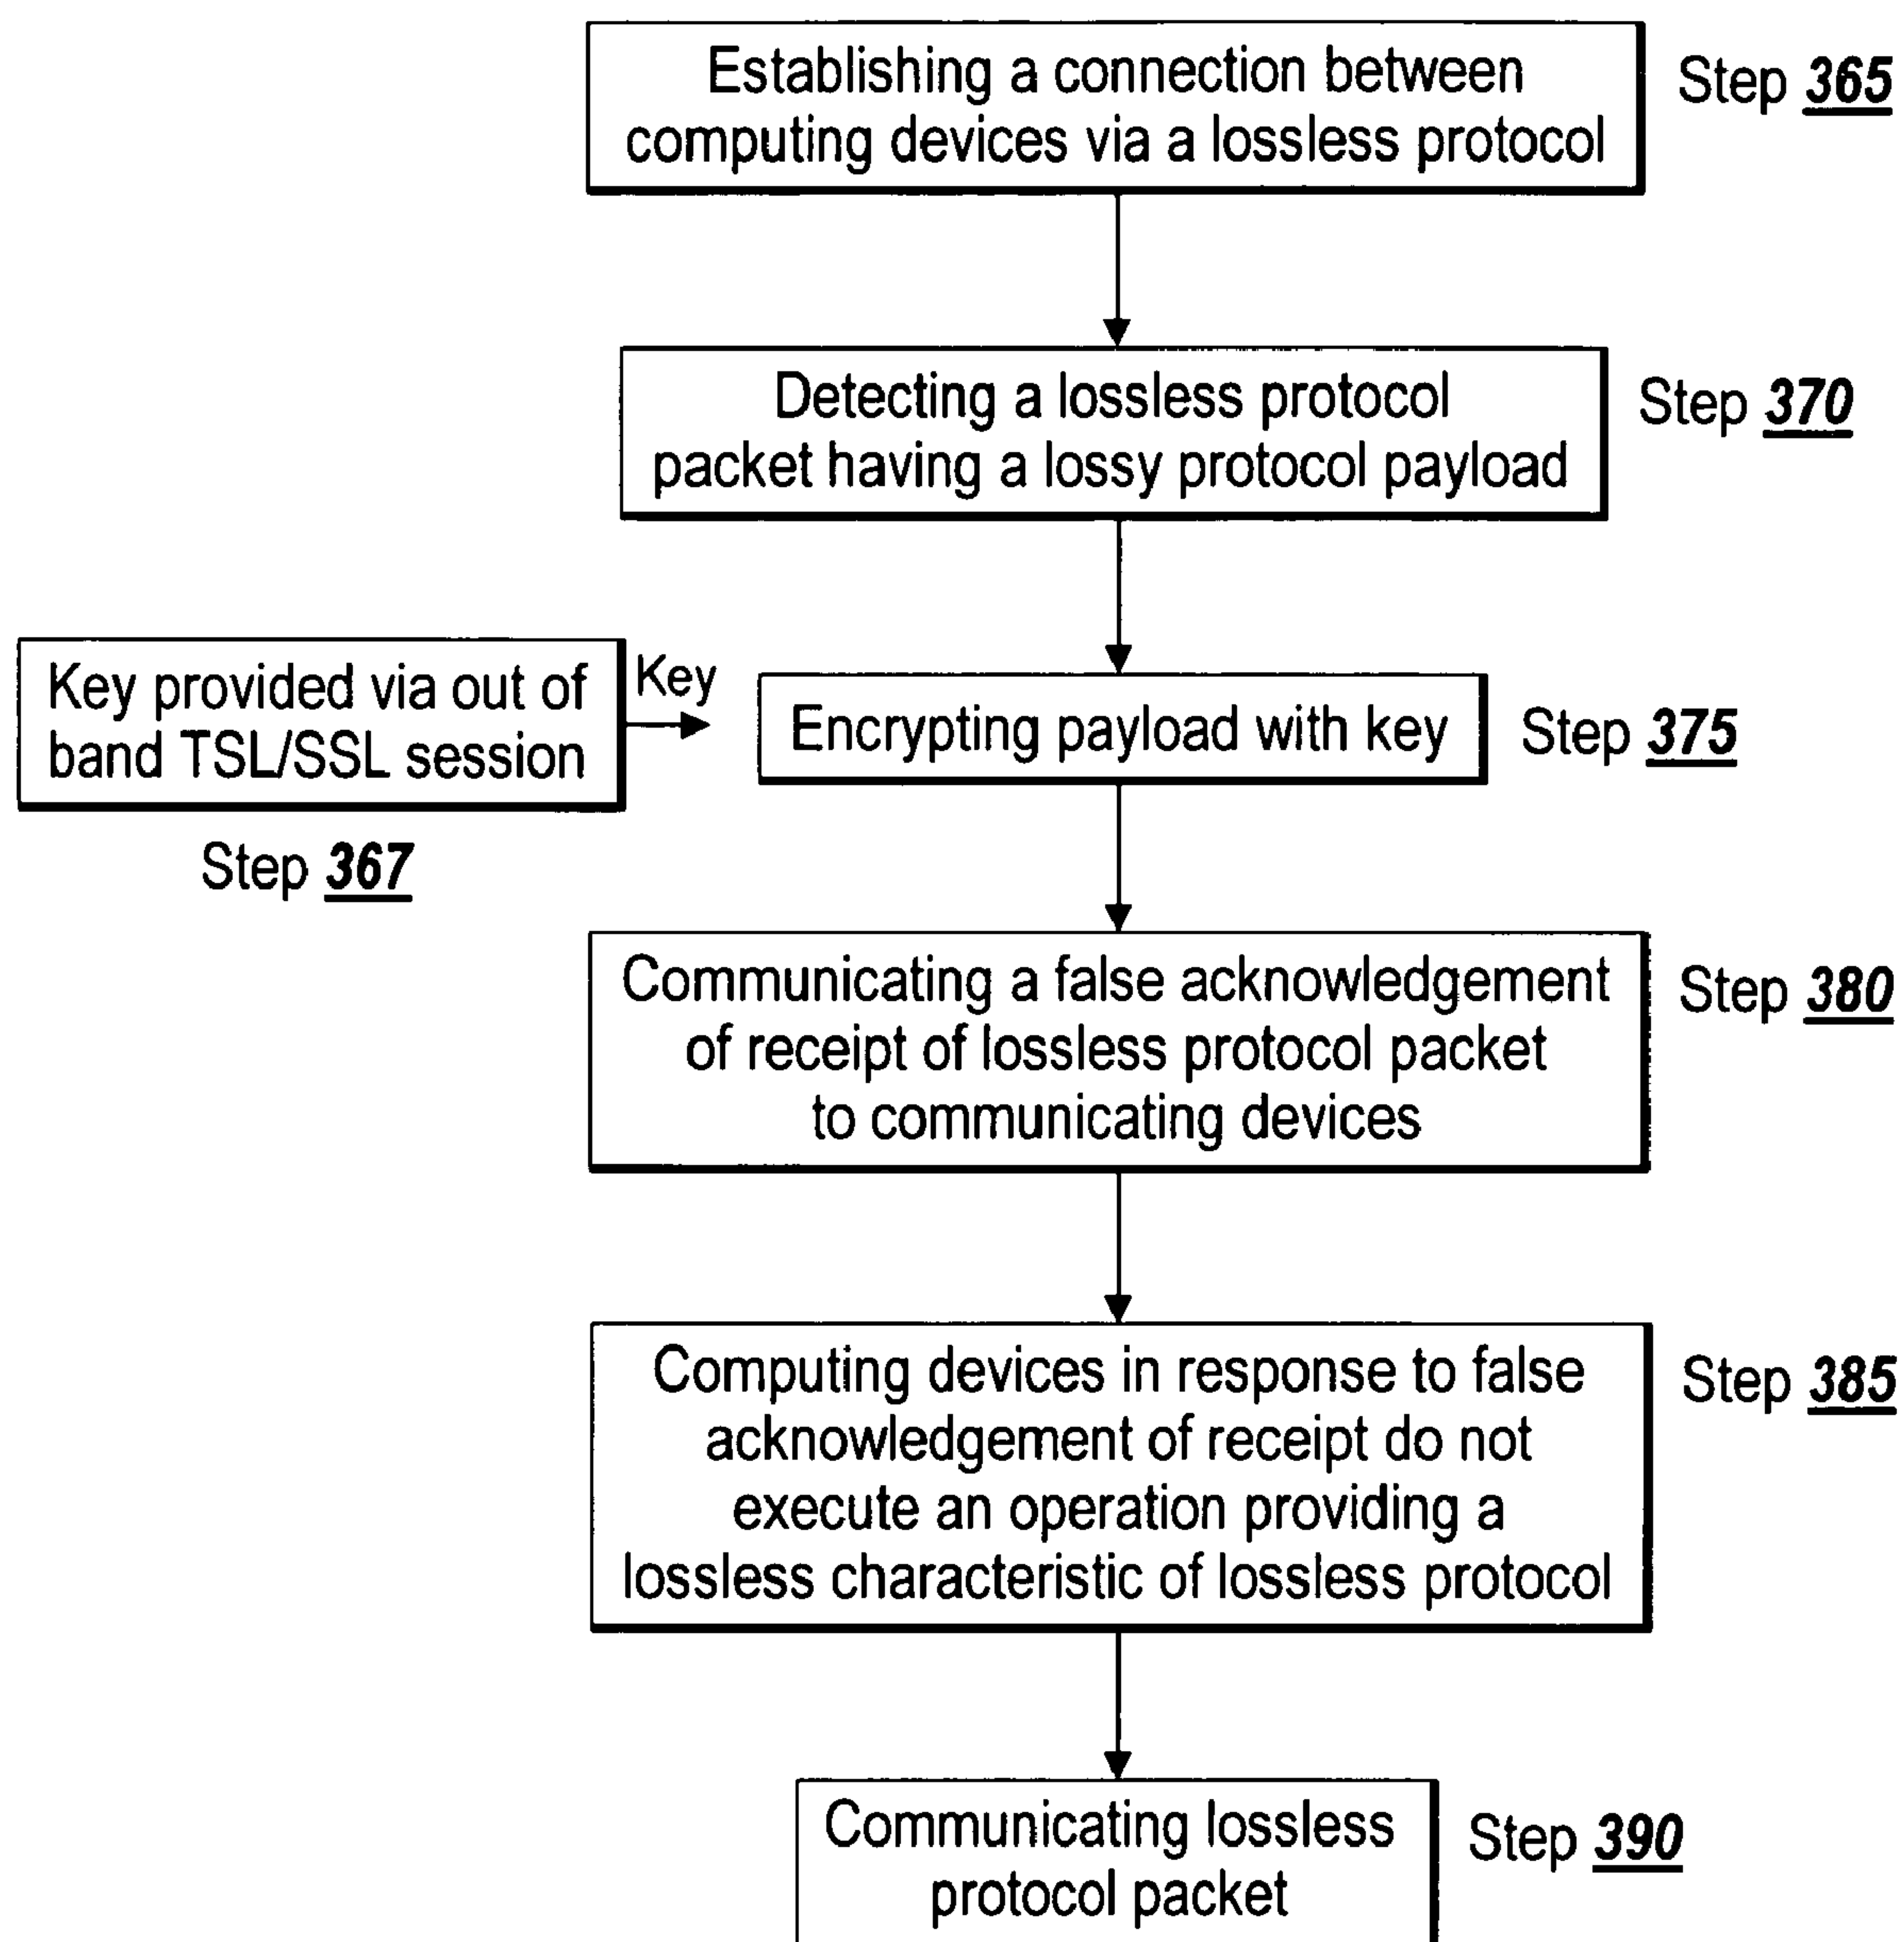 Establishing a connection between
computing devices via a lossless protocol
Step 365
Detecting a lossless protocol
packet having a lossy protocol payload
Step 370
Key provided via out of
band TSL/SSL session
Step 367
Key
Encrypting payload with key
Step 375
Communicating a false acknowledgement
of receipt of lossless protocol packet
to communicating devices
Step 380
Computing devices in response to false
acknowledgement of receipt do not
execute an operation providing a
lossless characteristic of lossless protocol
Step 385
Communicating lossless
protocol packet
Step 390